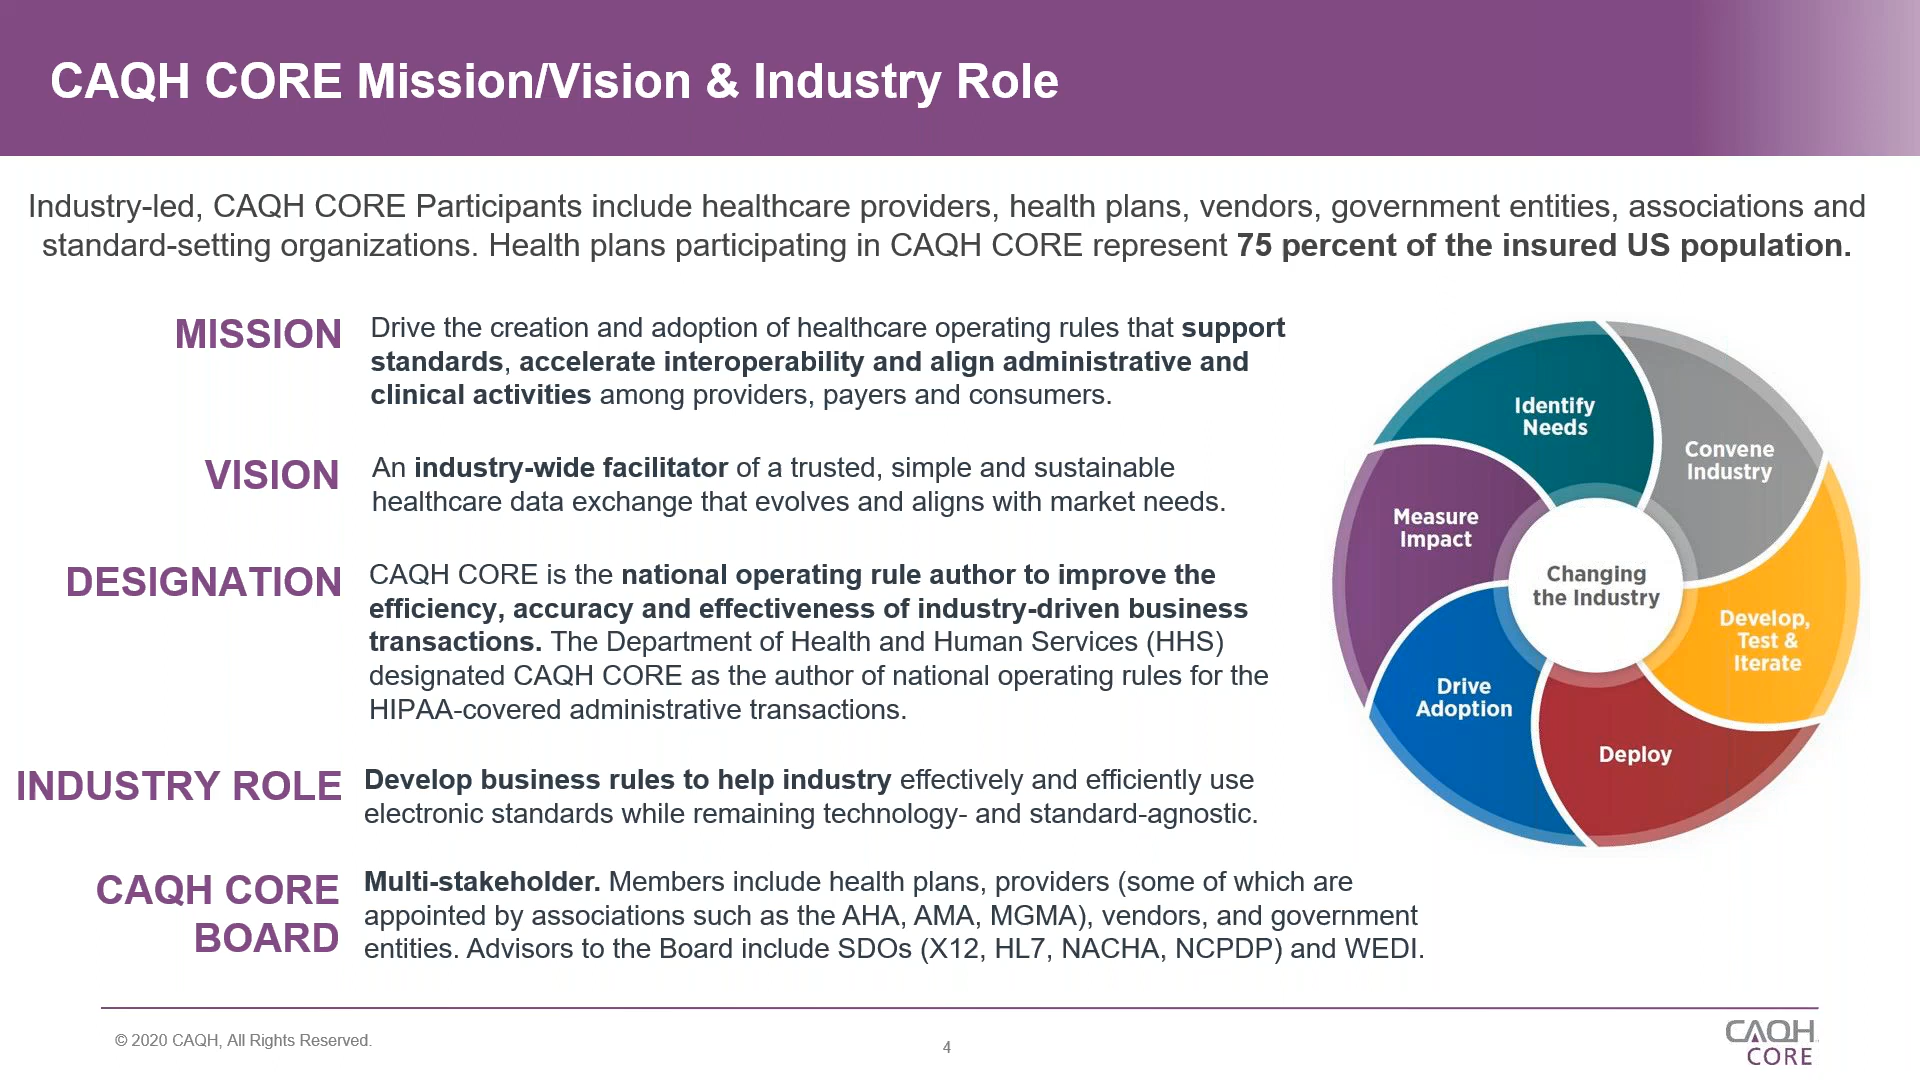 CAQH CORE Mission/Vision & Industry Role
Industry-led, CAQH CORE Participants include healthcare providers, health plans, vendors, government entities, associations and
standard-setting organizations. Health plans participating in CAQH CORE represent 75 percent of the insured US population.
MISSION
Drive the creation and adoption of healthcare operating rules that support
standards, accelerate interoperability and align administrative and
clinical activities among providers, payers and consumers.
VISION
An industry-wide facilitator of a trusted, simple and sustainable
healthcare data exchange that evolves and aligns with market needs.
DESIGNATION
CAQH CORE is the national operating rule author to improve the
efficiency, accuracy and effectiveness of industry-driven business
transactions. The Department of Health and Human Services (HHS)
designated CAQH CORE as the author of national operating rules for the
HIPAA-covered administrative transactions.
INDUSTRY ROLE
Develop business rules to help industry effectively and efficiently use
electronic standards while remaining technology- and standard-agnostic.
CAQH CORE
BOARD
Multi-stakeholder. Members include health plans, providers (some of which are
appointed by associations such as the AHA, AMA, MGMA), vendors, and government
entities. Advisors to the Board include SDOs (X12, HL7, NACHA, NCPDP) and WEDI.
Identify
Needs
Convene
Industry
Develop,
Test &
Iterate
Deploy
Drive
Adoption
Measure
Impact
Changing
the Industry
© 2020 CAQH, All Rights Reserved.
4
CAQH
CORE